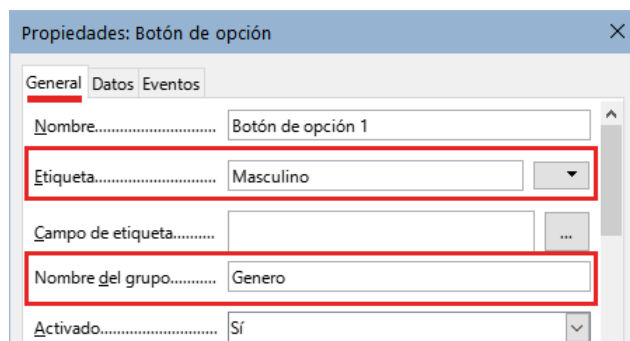 Propiedades: Botón de opción
General Datos Eventos
Nombre............................. Botón de opción 1
Etiqueta............................. Masculino
Campo de etiqueta.......... ...
Nombre del grupo........... Genero
Activado............................ Sí